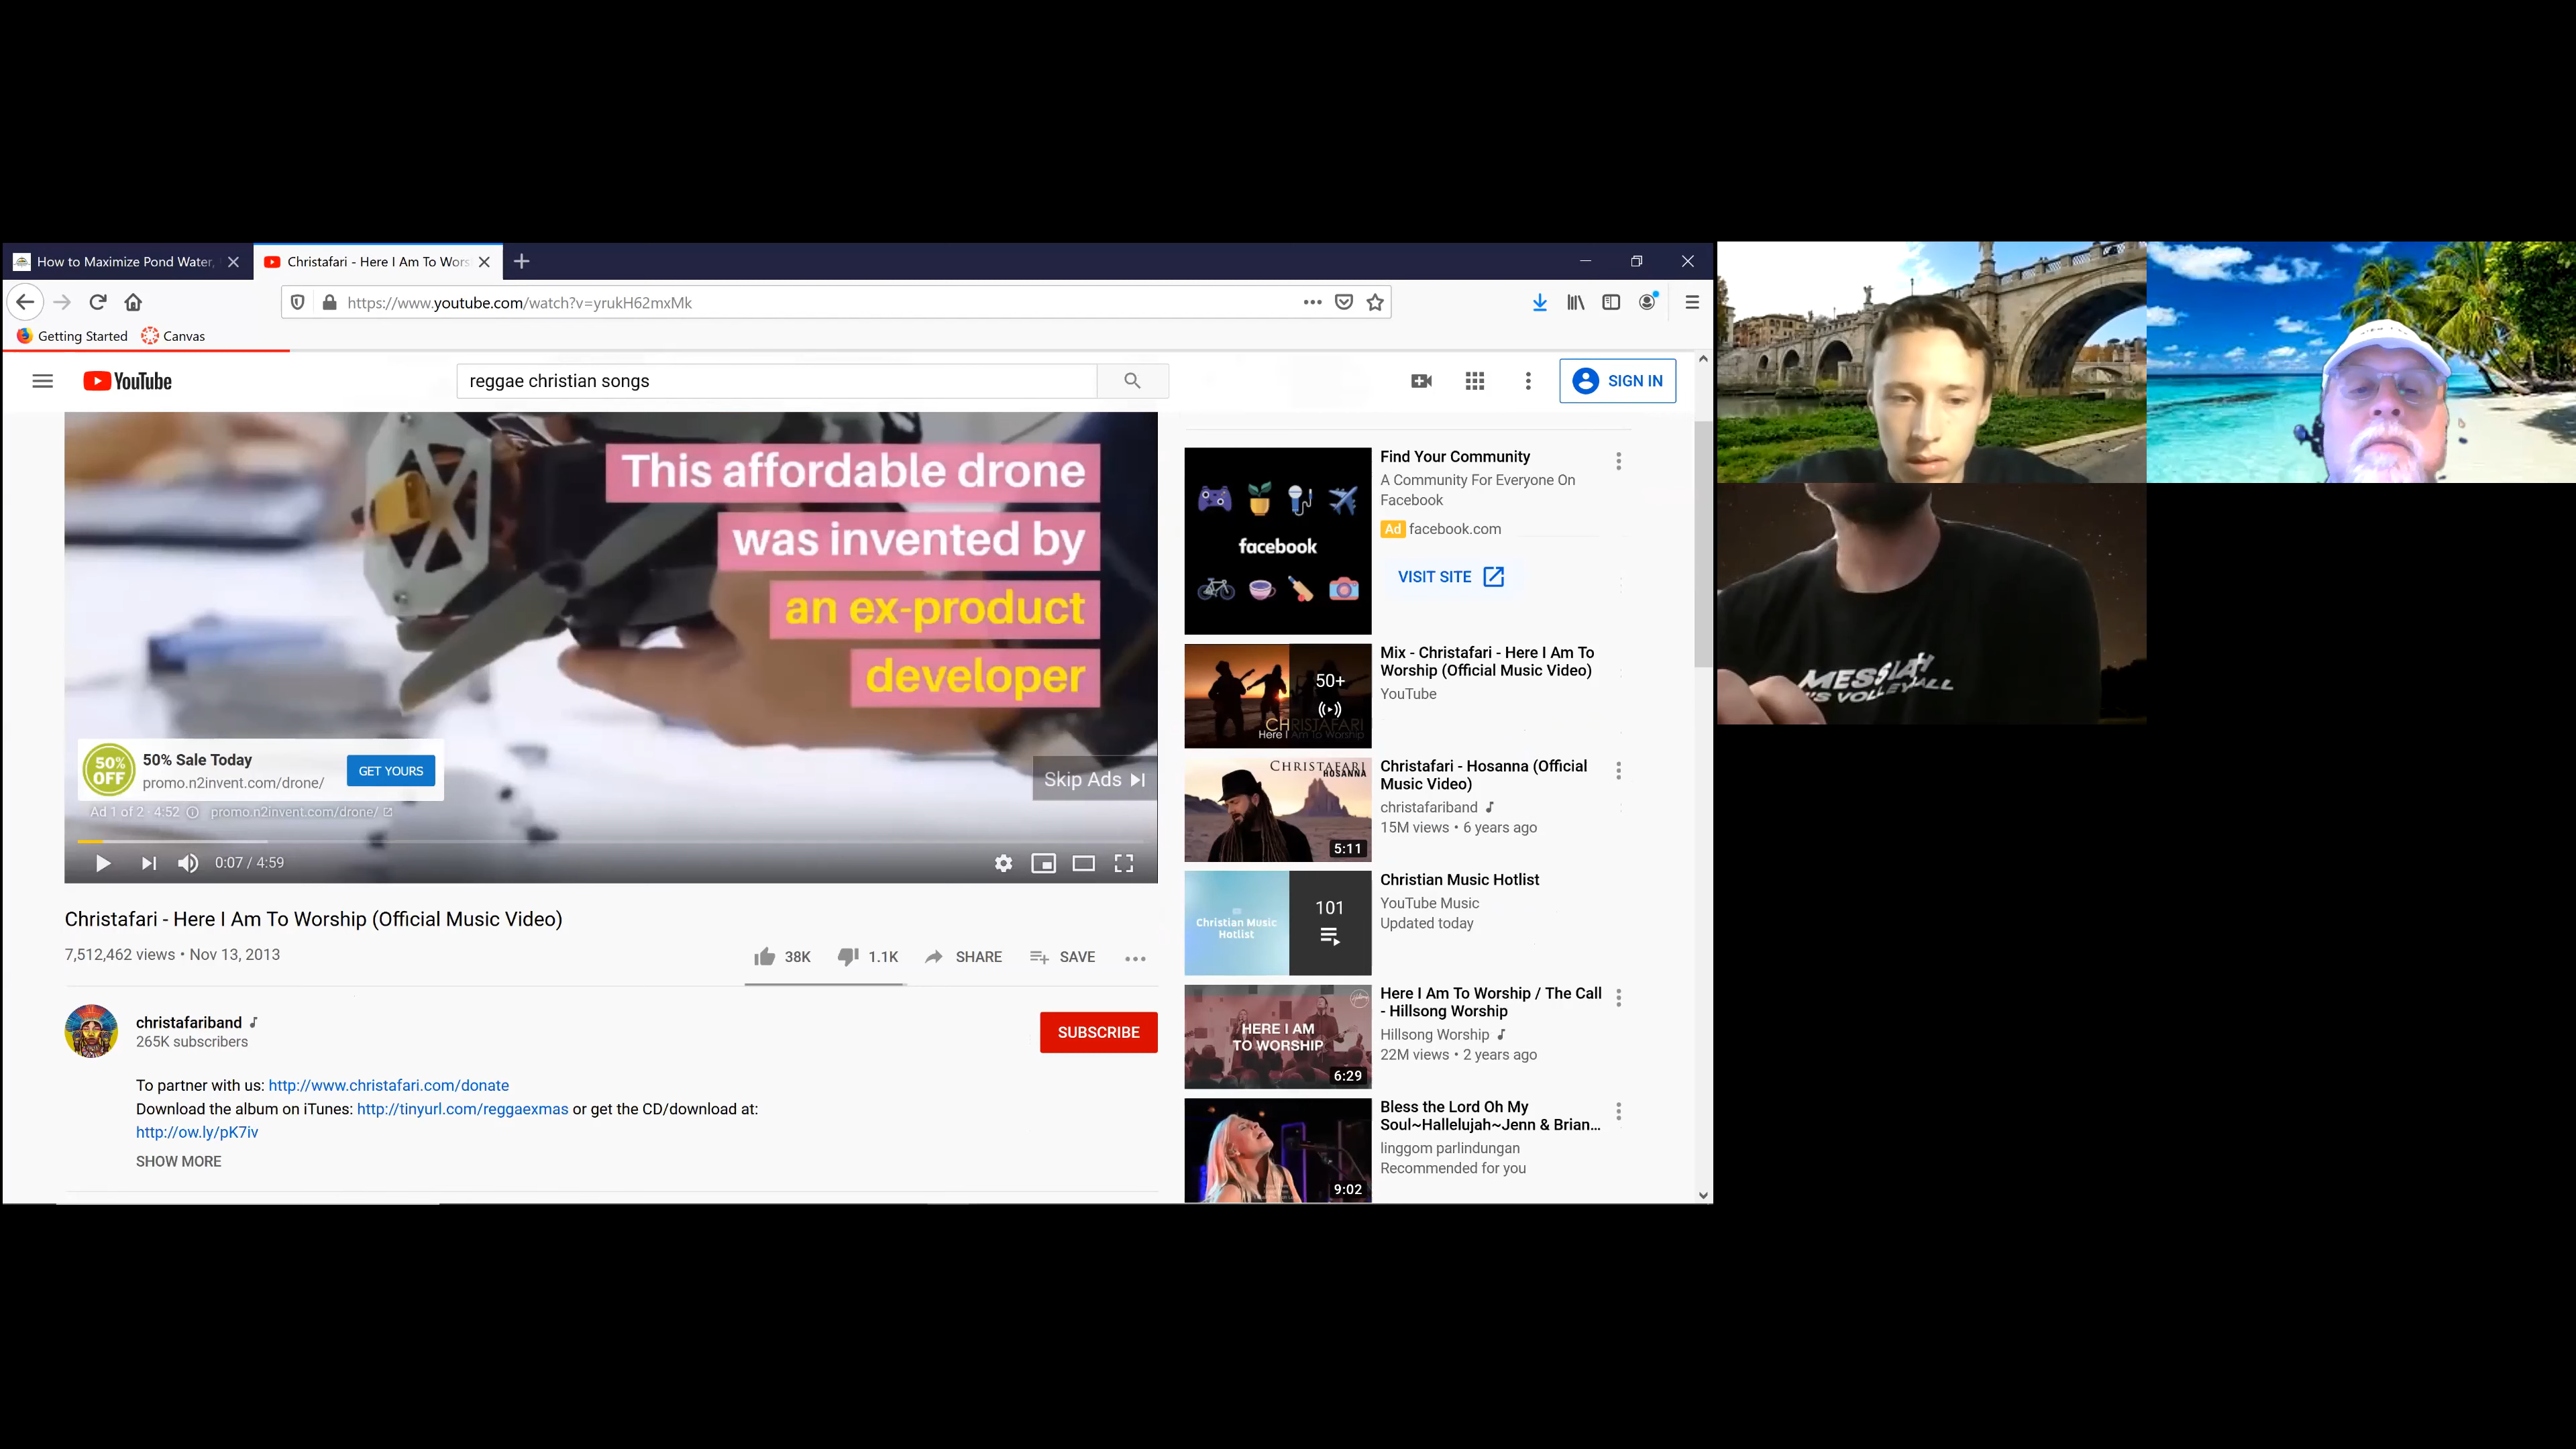 How to Maximize Pond Water,
Christafari - Here I Am To Wors
https://www.youtube.com/watch?v=yrukH62mxMk
Getting Started
Canvas
YouTube
reggae christian songs
SIGN IN
This affordable drone
was invented by
an ex-product
developer
50% OFF
50% Sale Today
promo.n2invent.com/drone/
GET YOURS
Skip Ads
Ad 1 of 2 · 4:52
promo.n2invent.com/drone/
0:07 / 4:59
Christafari - Here I Am To Worship (Official Music Video)
7,512,462 views • Nov 13, 2013
38K
1.1K
SHARE
SAVE
christafariband
265K subscribers
SUBSCRIBE
To partner with us: http://www.christafari.com/donate
Download the album on iTunes: http://tinyurl.com/reggaexmas or get the CD/download at:
http://ow.ly/pK7iv
SHOW MORE
facebook
Find Your Community
A Community For Everyone On
Facebook
Ad facebook.com
VISIT SITE
50+
CHRISTAFARI
Here I Am To Worship
Mix - Christafari - Here I Am To
Worship (Official Music Video)
YouTube
CHRISTAFARI
HOSANNA
5:11
Christafari - Hosanna (Official
Music Video)
christafariband
15M views • 6 years ago
Christian Music
Hotlist
101
Christian Music Hotlist
YouTube Music
Updated today
HERE I AM
TO WORSHIP
6:29
Here I Am To Worship / The Call
- Hillsong Worship
Hillsong Worship
22M views • 2 years ago
9:02
Bless the Lord Oh My
Soul~Hallelujah~Jenn & Brian...
linggom parlindungan
Recommended for you
MESSIAH
'S VOLLEYBALL